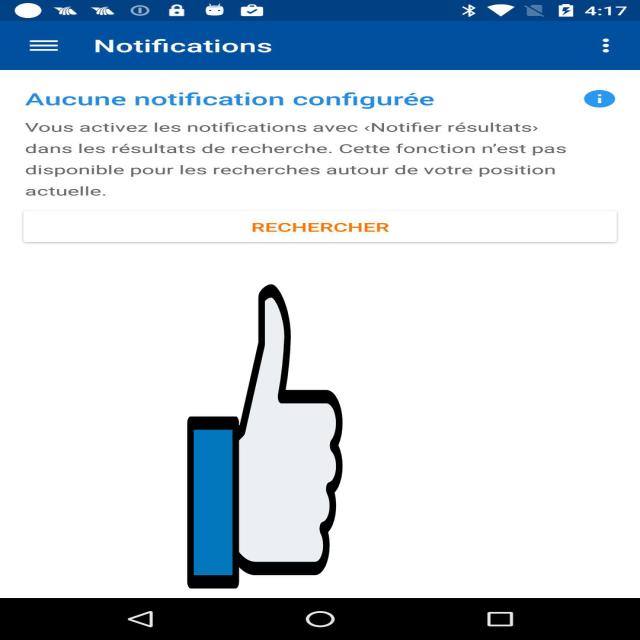 4:17
Notifications
Aucune notification configurée
Vous activez les notifications avec ‹Notifier résultats›
dans les résultats de recherche. Cette fonction n’est pas
disponible pour les recherches autour de votre position
actuelle.
RECHERCHER